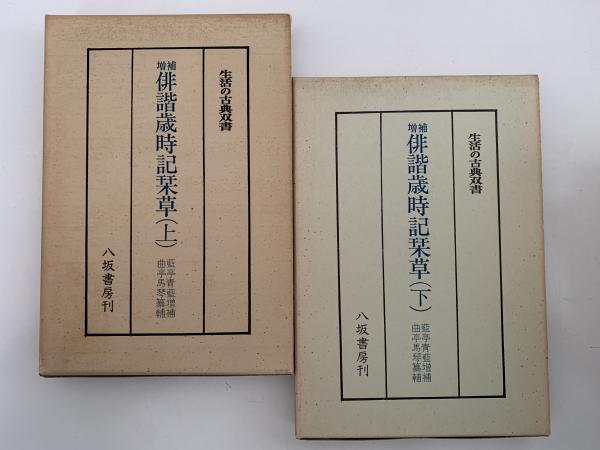 生活の古典双書
増補
俳諧歳時記栞草(上)
藍亭青藍増補
曲亭馬琴纂輯
八坂書房刊
生活の古典双書
増補
俳諧歳時記栞草(下)
藍亭青藍増補
曲亭馬琴纂輯
八坂書房刊